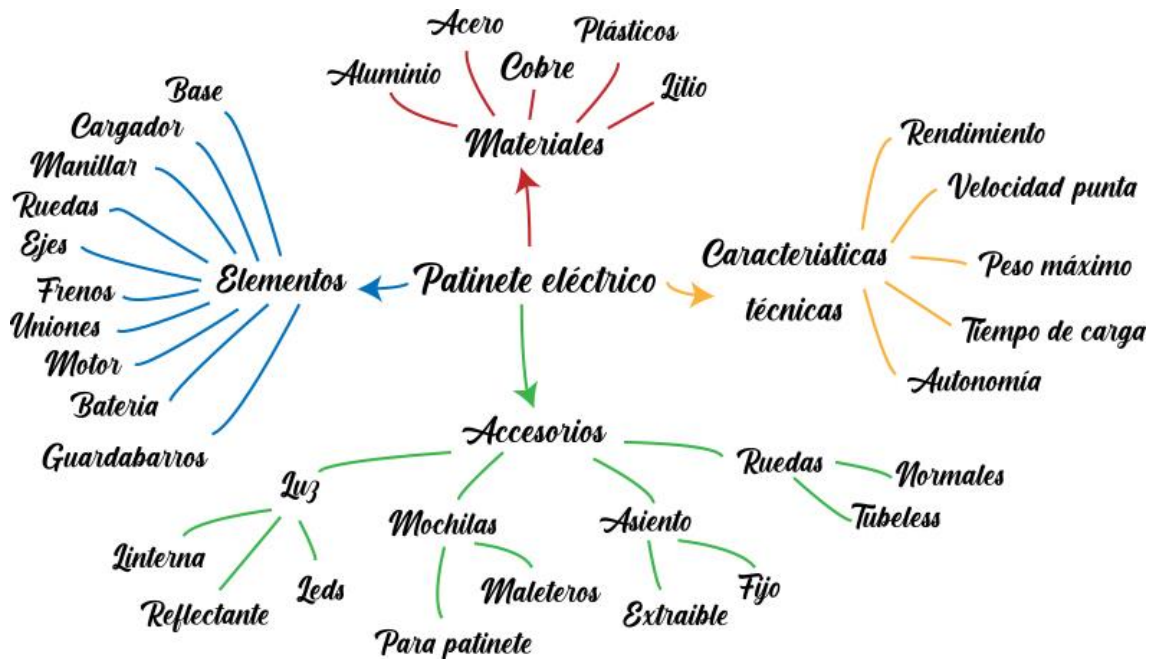 Materiales
Aluminio
Acero
Cobre
Plásticos
Litio
Base
Cargador
Manillar
Ruedas
Ejes
Frenos
Uniones
Motor
Bateria
Guardabarros
Elementos
Patinete eléctrico
Caracteristicas
técnicas
Rendimiento
Velocidad punta
Peso máximo
Tiempo de carga
Autonomía
Accesorios
Luz
Linterna
Reflectante
Leds
Mochilas
Para patinete
Maleteros
Asiento
Extraible
Fijo
Ruedas
Normales
Tubeless